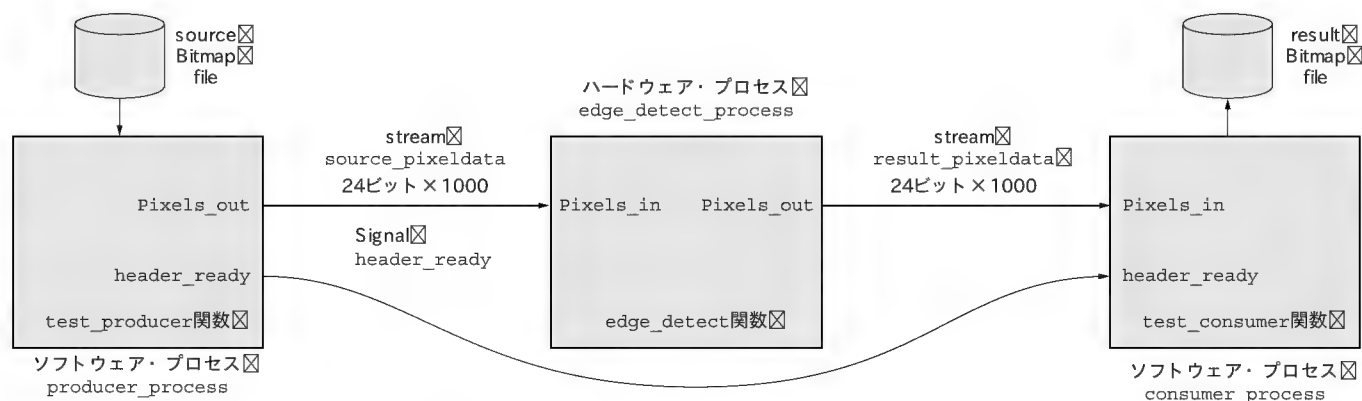 source
Bitmap
file
result
Bitmap
file
ハードウェア・プロセス
edge_detect_process
stream
source_pixeldata
24ビット×1000
stream
result_pixeldata
24ビット×1000
Pixels_out
Pixels_in
Pixels_out
Pixels_in
Signal
header_ready
header_ready
header_ready
test_producer関数
edge_detect関数
test_consumer関数
ソフトウェア・プロセス
producer_process
ソフトウェア・プロセス
consumer_process